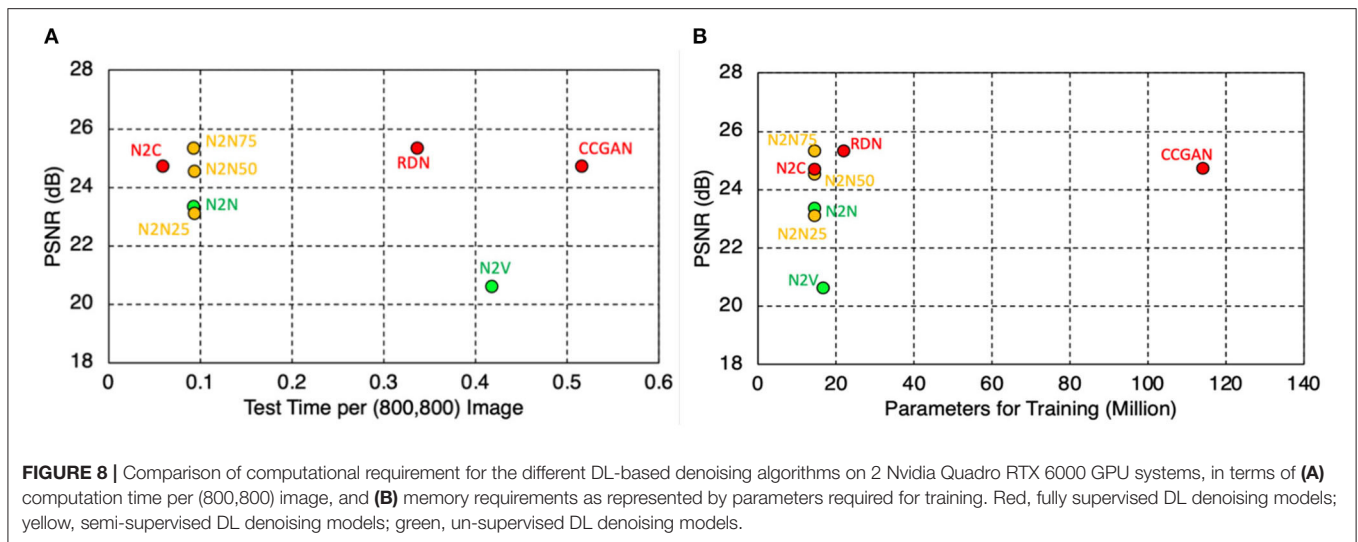 A
28
26
24
22
20
18
PSNR (dB)
N2C
N2N75
N2N50
N2N
N2N25
RDN
CCGAN
N2V
0 0.1 0.2 0.3 0.4 0.5 0.6
Test Time per (800,800) Image
B
28
26
24
22
20
18
PSNR (dB)
N2N75
RDN
N2C
N2N50
N2N
N2N25
N2V
CCGAN
0 20 40 60 80 100 120 140
Parameters for Training (Million)
FIGURE 8 | Comparison of computational requirement for the different DL-based denoising algorithms on 2 Nvidia Quadro RTX 6000 GPU systems, in terms of (A)
computation time per (800,800) image, and (B) memory requirements as represented by parameters required for training. Red, fully supervised DL denoising models;
yellow, semi-supervised DL denoising models; green, un-supervised DL denoising models.